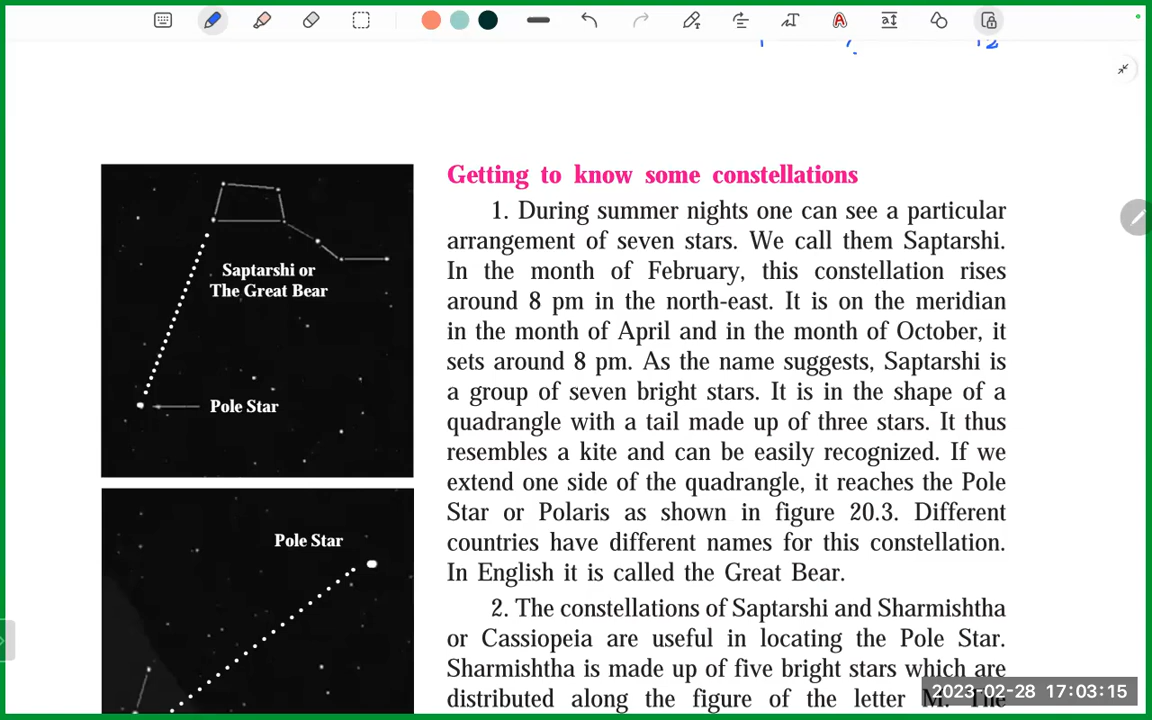 Getting to know some constellations
1. During summer nights one can see a particular
arrangement of seven stars. We call them Saptarshi.
In the month of February, this constellation rises
around 8 pm in the north-east. It is on the meridian
in the month of April and in the month of October, it
sets around 8 pm. As the name suggests, Saptarshi is
a group of seven bright stars. It is in the shape of a
quadrangle with a tail made up of three stars. It thus
resembles a kite and can be easily recognized. If we
extend one side of the quadrangle, it reaches the Pole
Star or Polaris as shown in figure 20.3. Different
countries have different names for this constellation.
In English it is called the Great Bear.
2. The constellations of Saptarshi and Sharmishtha
or Cassiopeia are useful in locating the Pole Star.
Sharmishtha is made up of five bright stars which are
distributed along the figure of the letter M. The
Saptarshi or
The Great Bear
Pole Star
Pole Star
2023-02-28 17:03:15